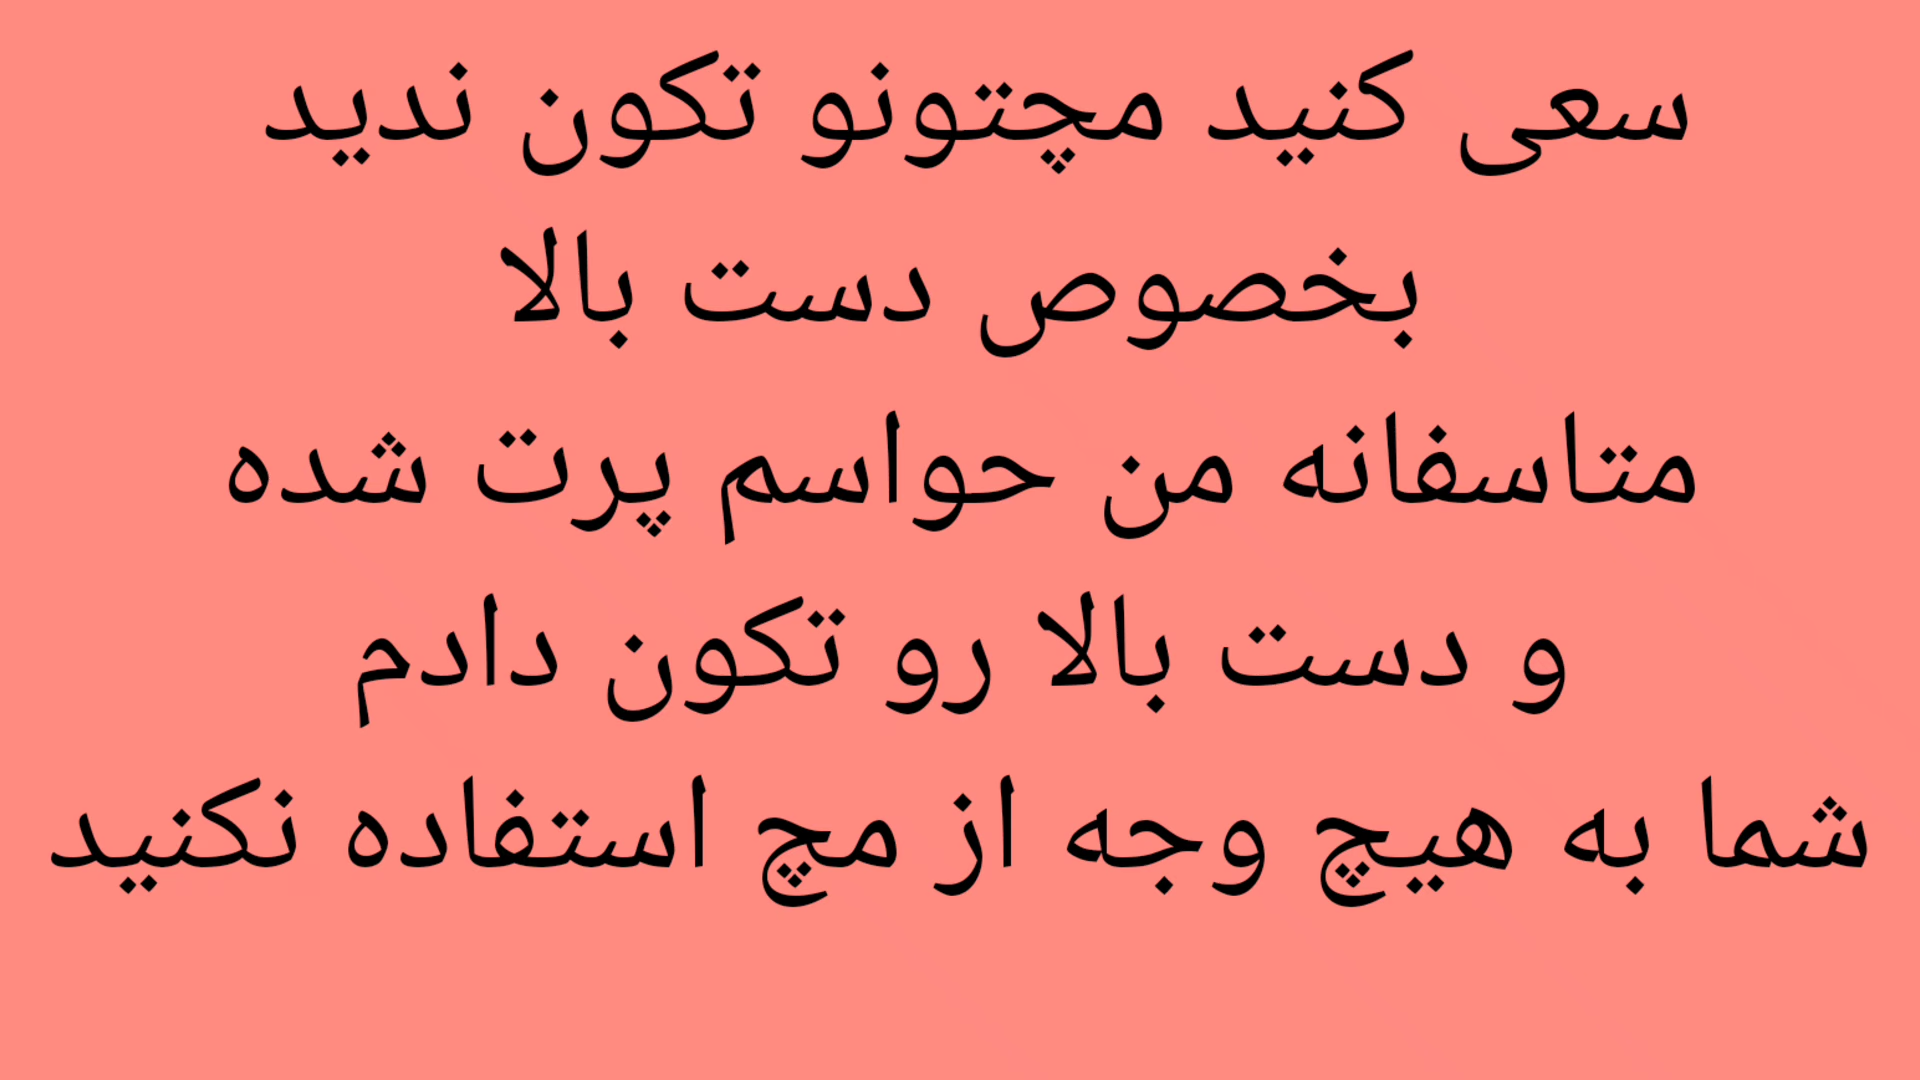 سعی کنید مچتونو تکون ندید
بخصوص دست بالا
متاسفانه من حواسم پرت شده
و دست بالا رو تکون دادم
شما به هیچ وجه از مچ استفاده نکنید